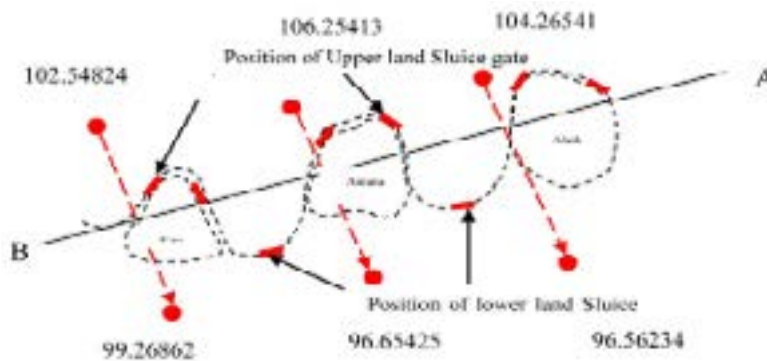 106.25413
104.26541
Position of Upper land Sluice gate
102.54824
A
B
Position of lower land Sluice
99.26862
96.65425
96.56234